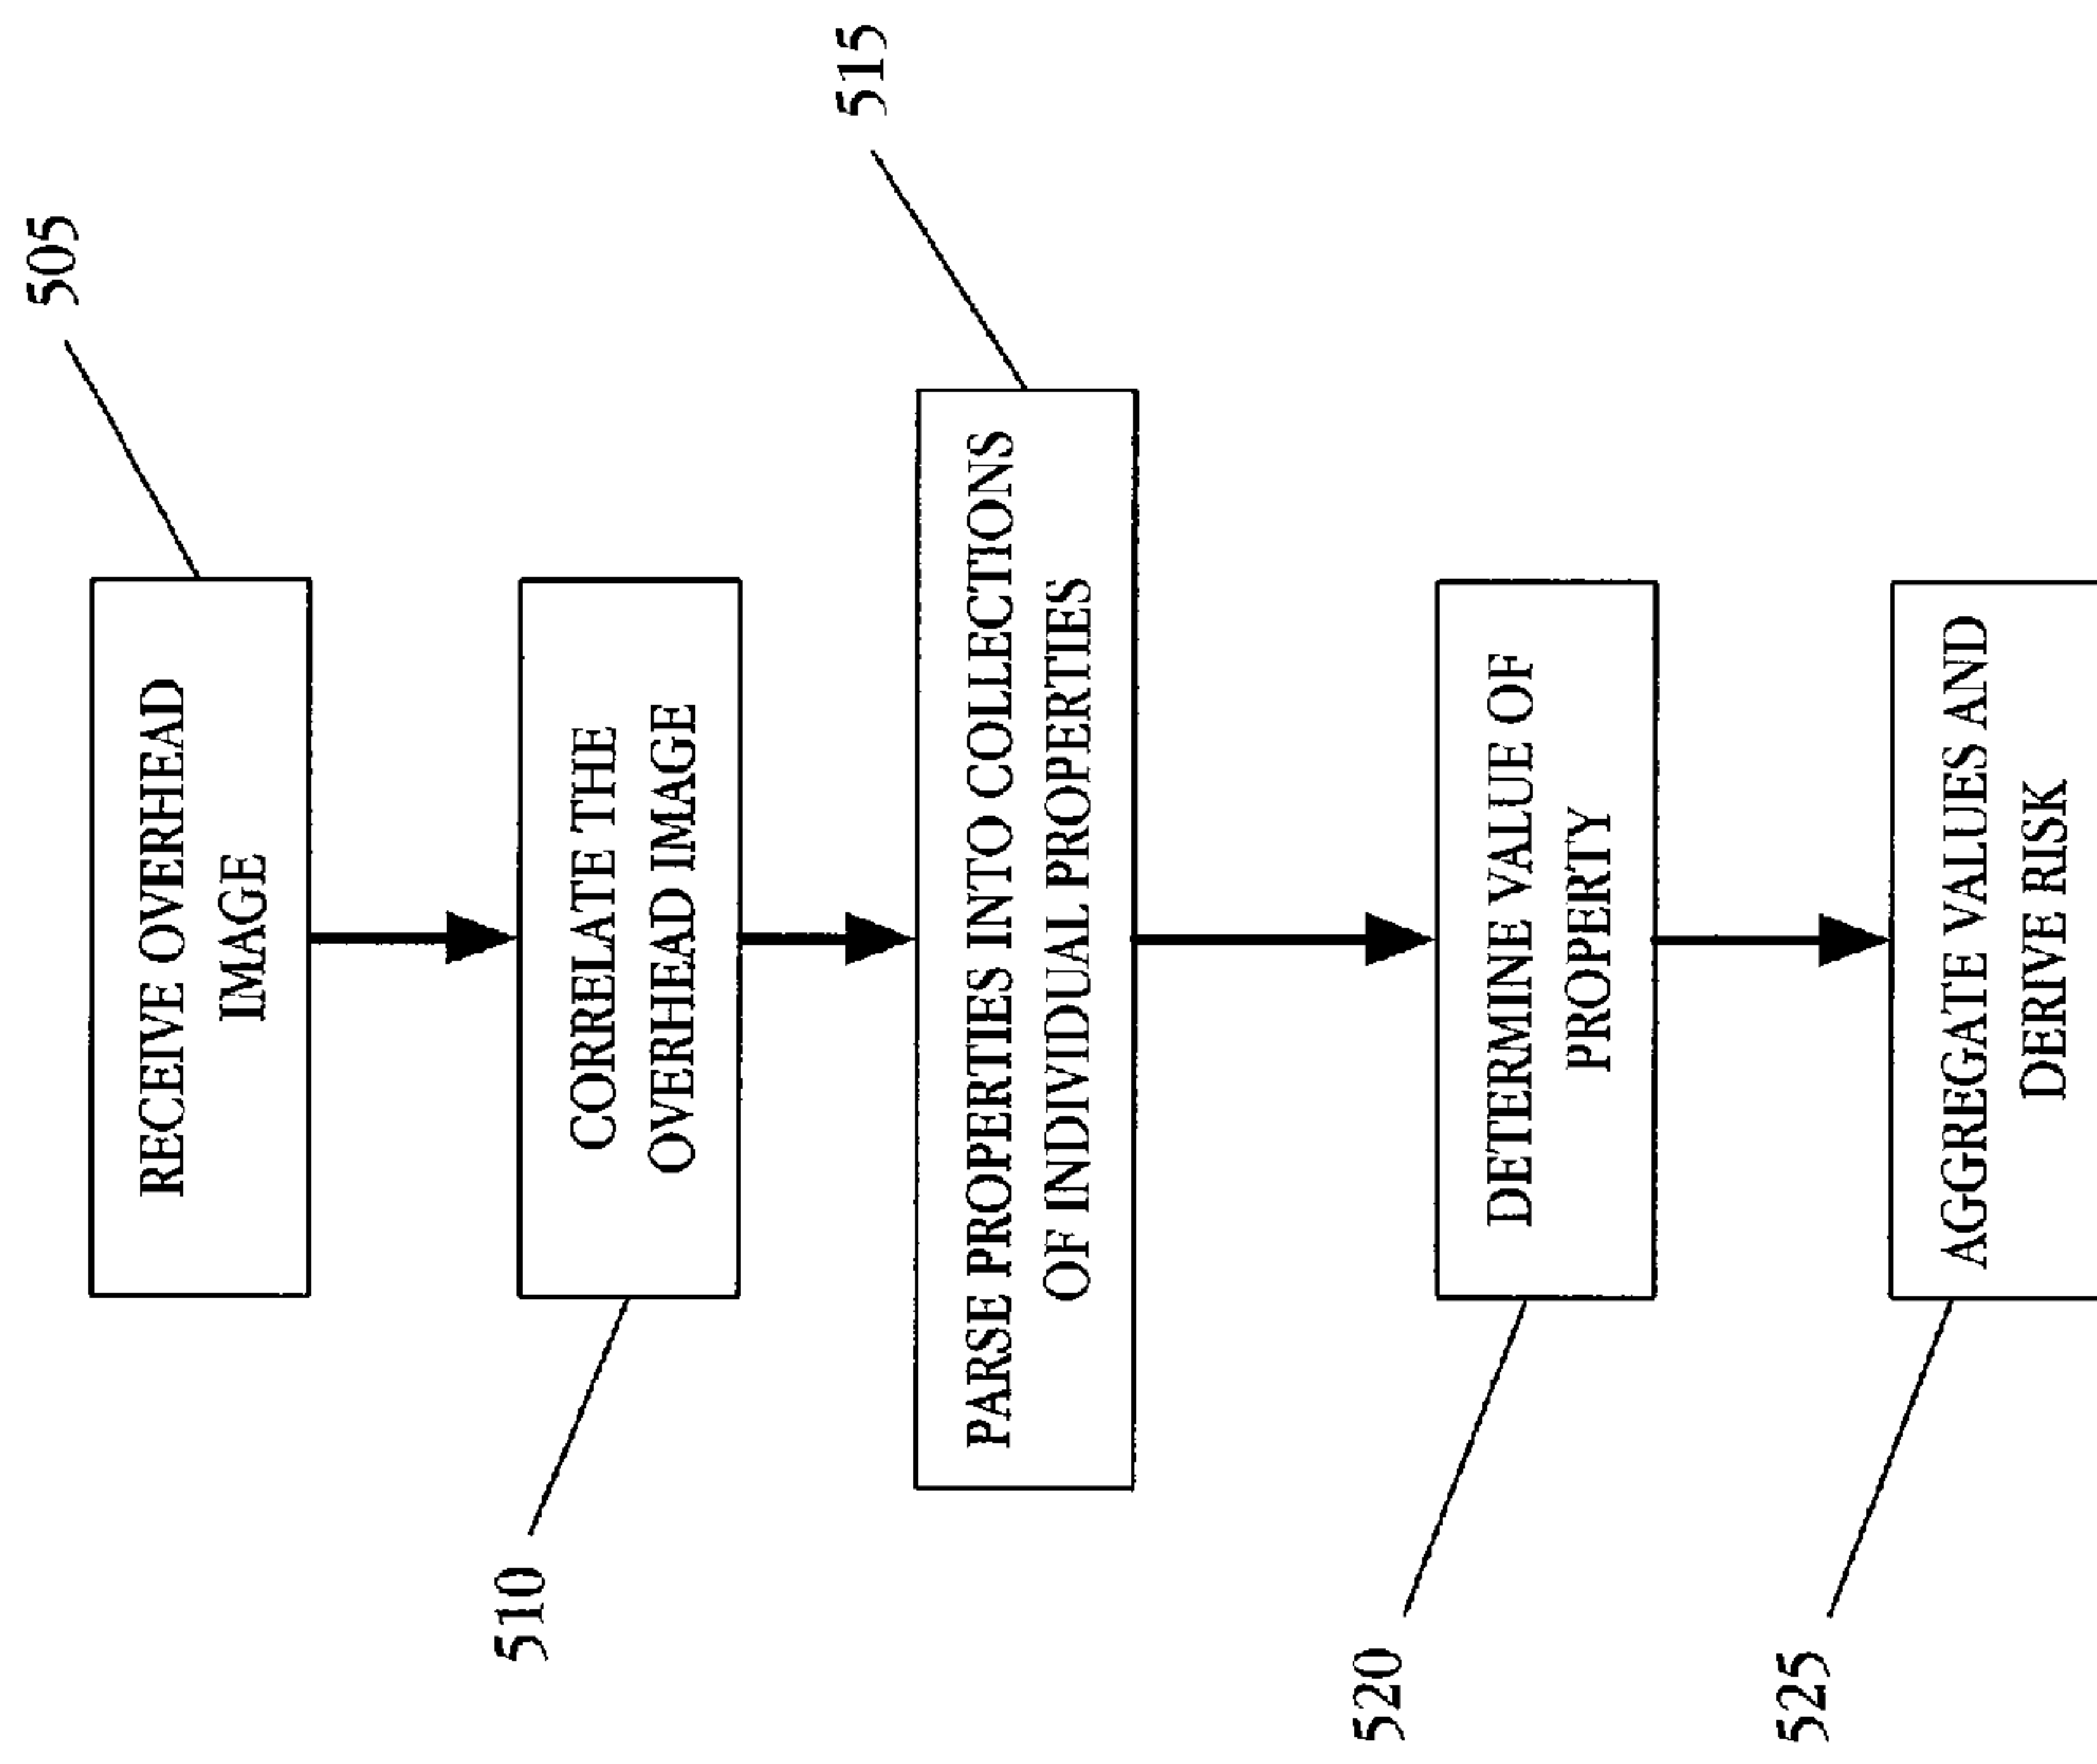 505
RECEIVE OVERHEAD
IMAGE
510
CORRELATE THE
OVERHEAD IMAGE
515
PARSE PROPERTIES INTO COLLECTIONS
OF INDIVIDUAL PROPERTIES
520
DETERMINE VALUE OF
PROPERTY
525
AGGREGATE VALUES AND
DERIVE RISK